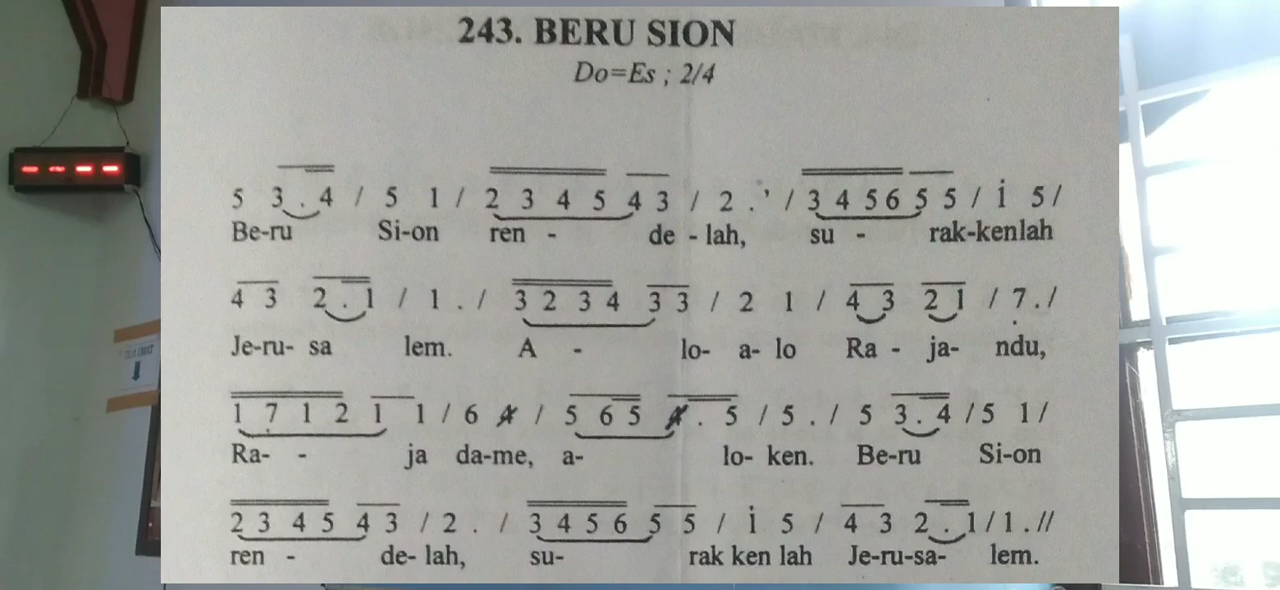 243. BERU SION
Do=Es ; 2/4
5 3 . 4 / 5 1 / 2 3 4 5 4 3 / 2 . ’ / 3 4 5 6 5 5 / i 5 /
Be-ru Si-on ren - de - lah, su - rak-kenlah
4 3 2 . 1 / 1 . / 3 2 3 4 3 3 / 2 1 / 4 3 2 1 / 7 . /
Je-ru- sa lem. A - lo- a- lo Ra - ja- ndu,
1 7 1 2 1 1 / 6 4 / 5 6 5 4 . 5 / 5 . / 5 3 . 4 / 5 1 /
Ra- - ja da-me, a- lo- ken. Be-ru Si-on
2 3 4 5 4 3 / 2 . / 3 4 5 6 5 5 / i 5 / 4 3 2 . 1 / 1 . //
ren - de- lah, su- rak ken lah Je-ru-sa- lem.